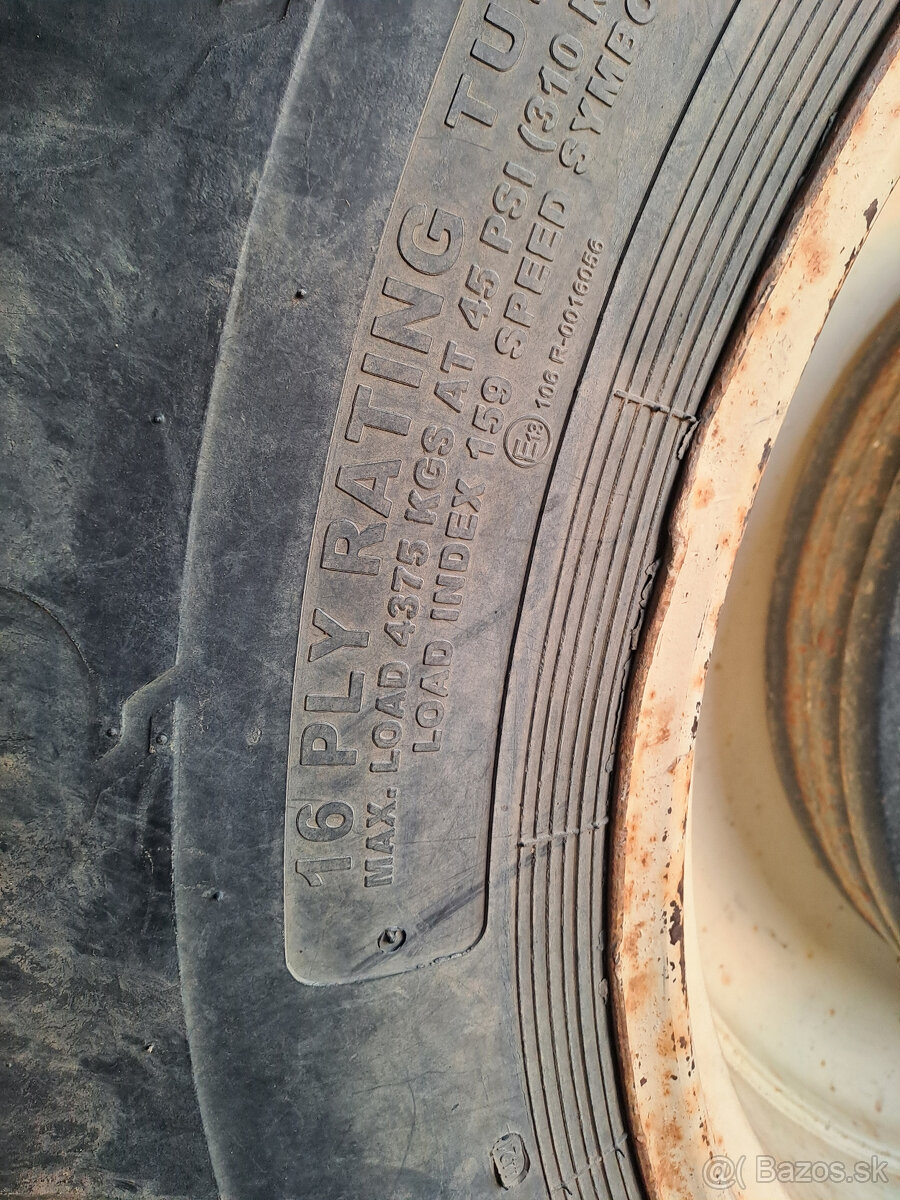 16 PLY RATING TU
MAX. LOAD 4375 KGS AT 45 PSI (310 K
LOAD INDEX 159 SPEED SYMBO
E13 106 R-0016056
@( Bazos.sk